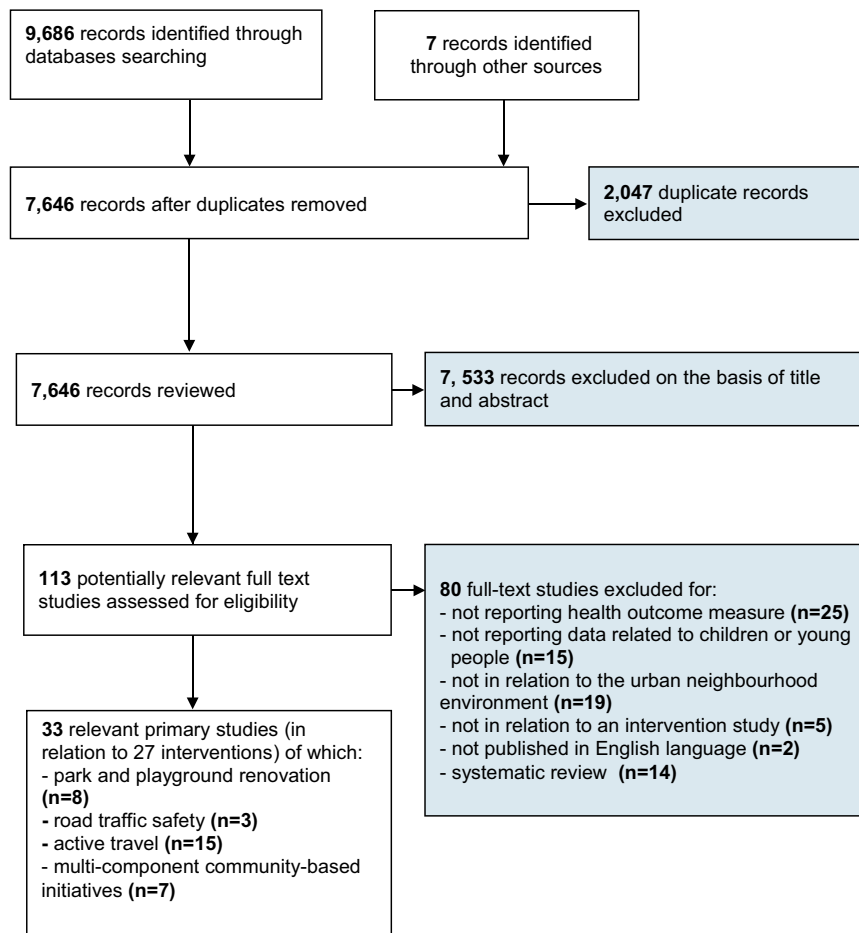 9,686 records identified through
databases searching
7 records identified
through other sources
7,646 records after duplicates removed
2,047 duplicate records
excluded
7,646 records reviewed
7, 533 records excluded on the basis of title
and abstract
113 potentially relevant full text
studies assessed for eligibility
80 full-text studies excluded for:
- not reporting health outcome measure (n=25)
- not reporting data related to children or young
people (n=15)
-not in relation to the urban neighbourhood
environment (n=19)
- not in relation to an intervention study (n=5)
- not published in English language (n=2)
- systematic review (n=14)
33 relevant primary studies (in
relation to 27 interventions) of which:
- park and playground renovation
(n=8)
- road traffic safety (n=3)
- active travel (n=15)
- multi-component community-based
initiatives (n=7)